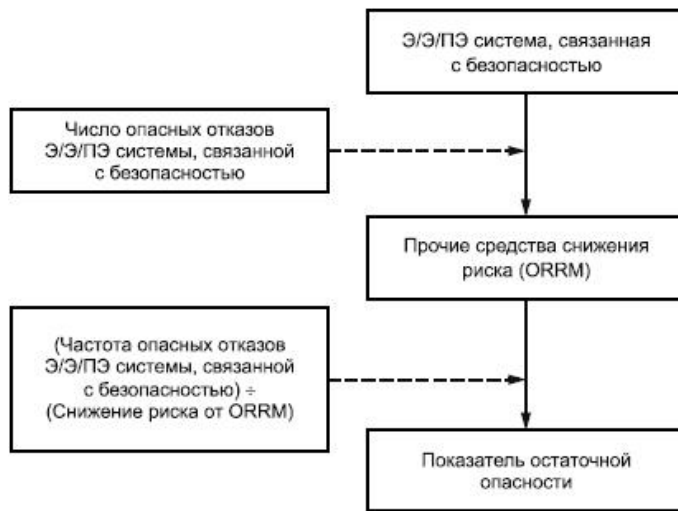 Э/Э/ПЭ система, связанная
с безопасностью
Число опасных отказов
Э/Э/ПЭ системы, связанной
с безопасностью
Прочие средства снижения
риска (ORRM)
(Частота опасных отказов
Э/Э/ПЭ системы, связанной
с безопасностью) ÷
(Снижение риска от ORRM)
Показатель остаточной
опасности